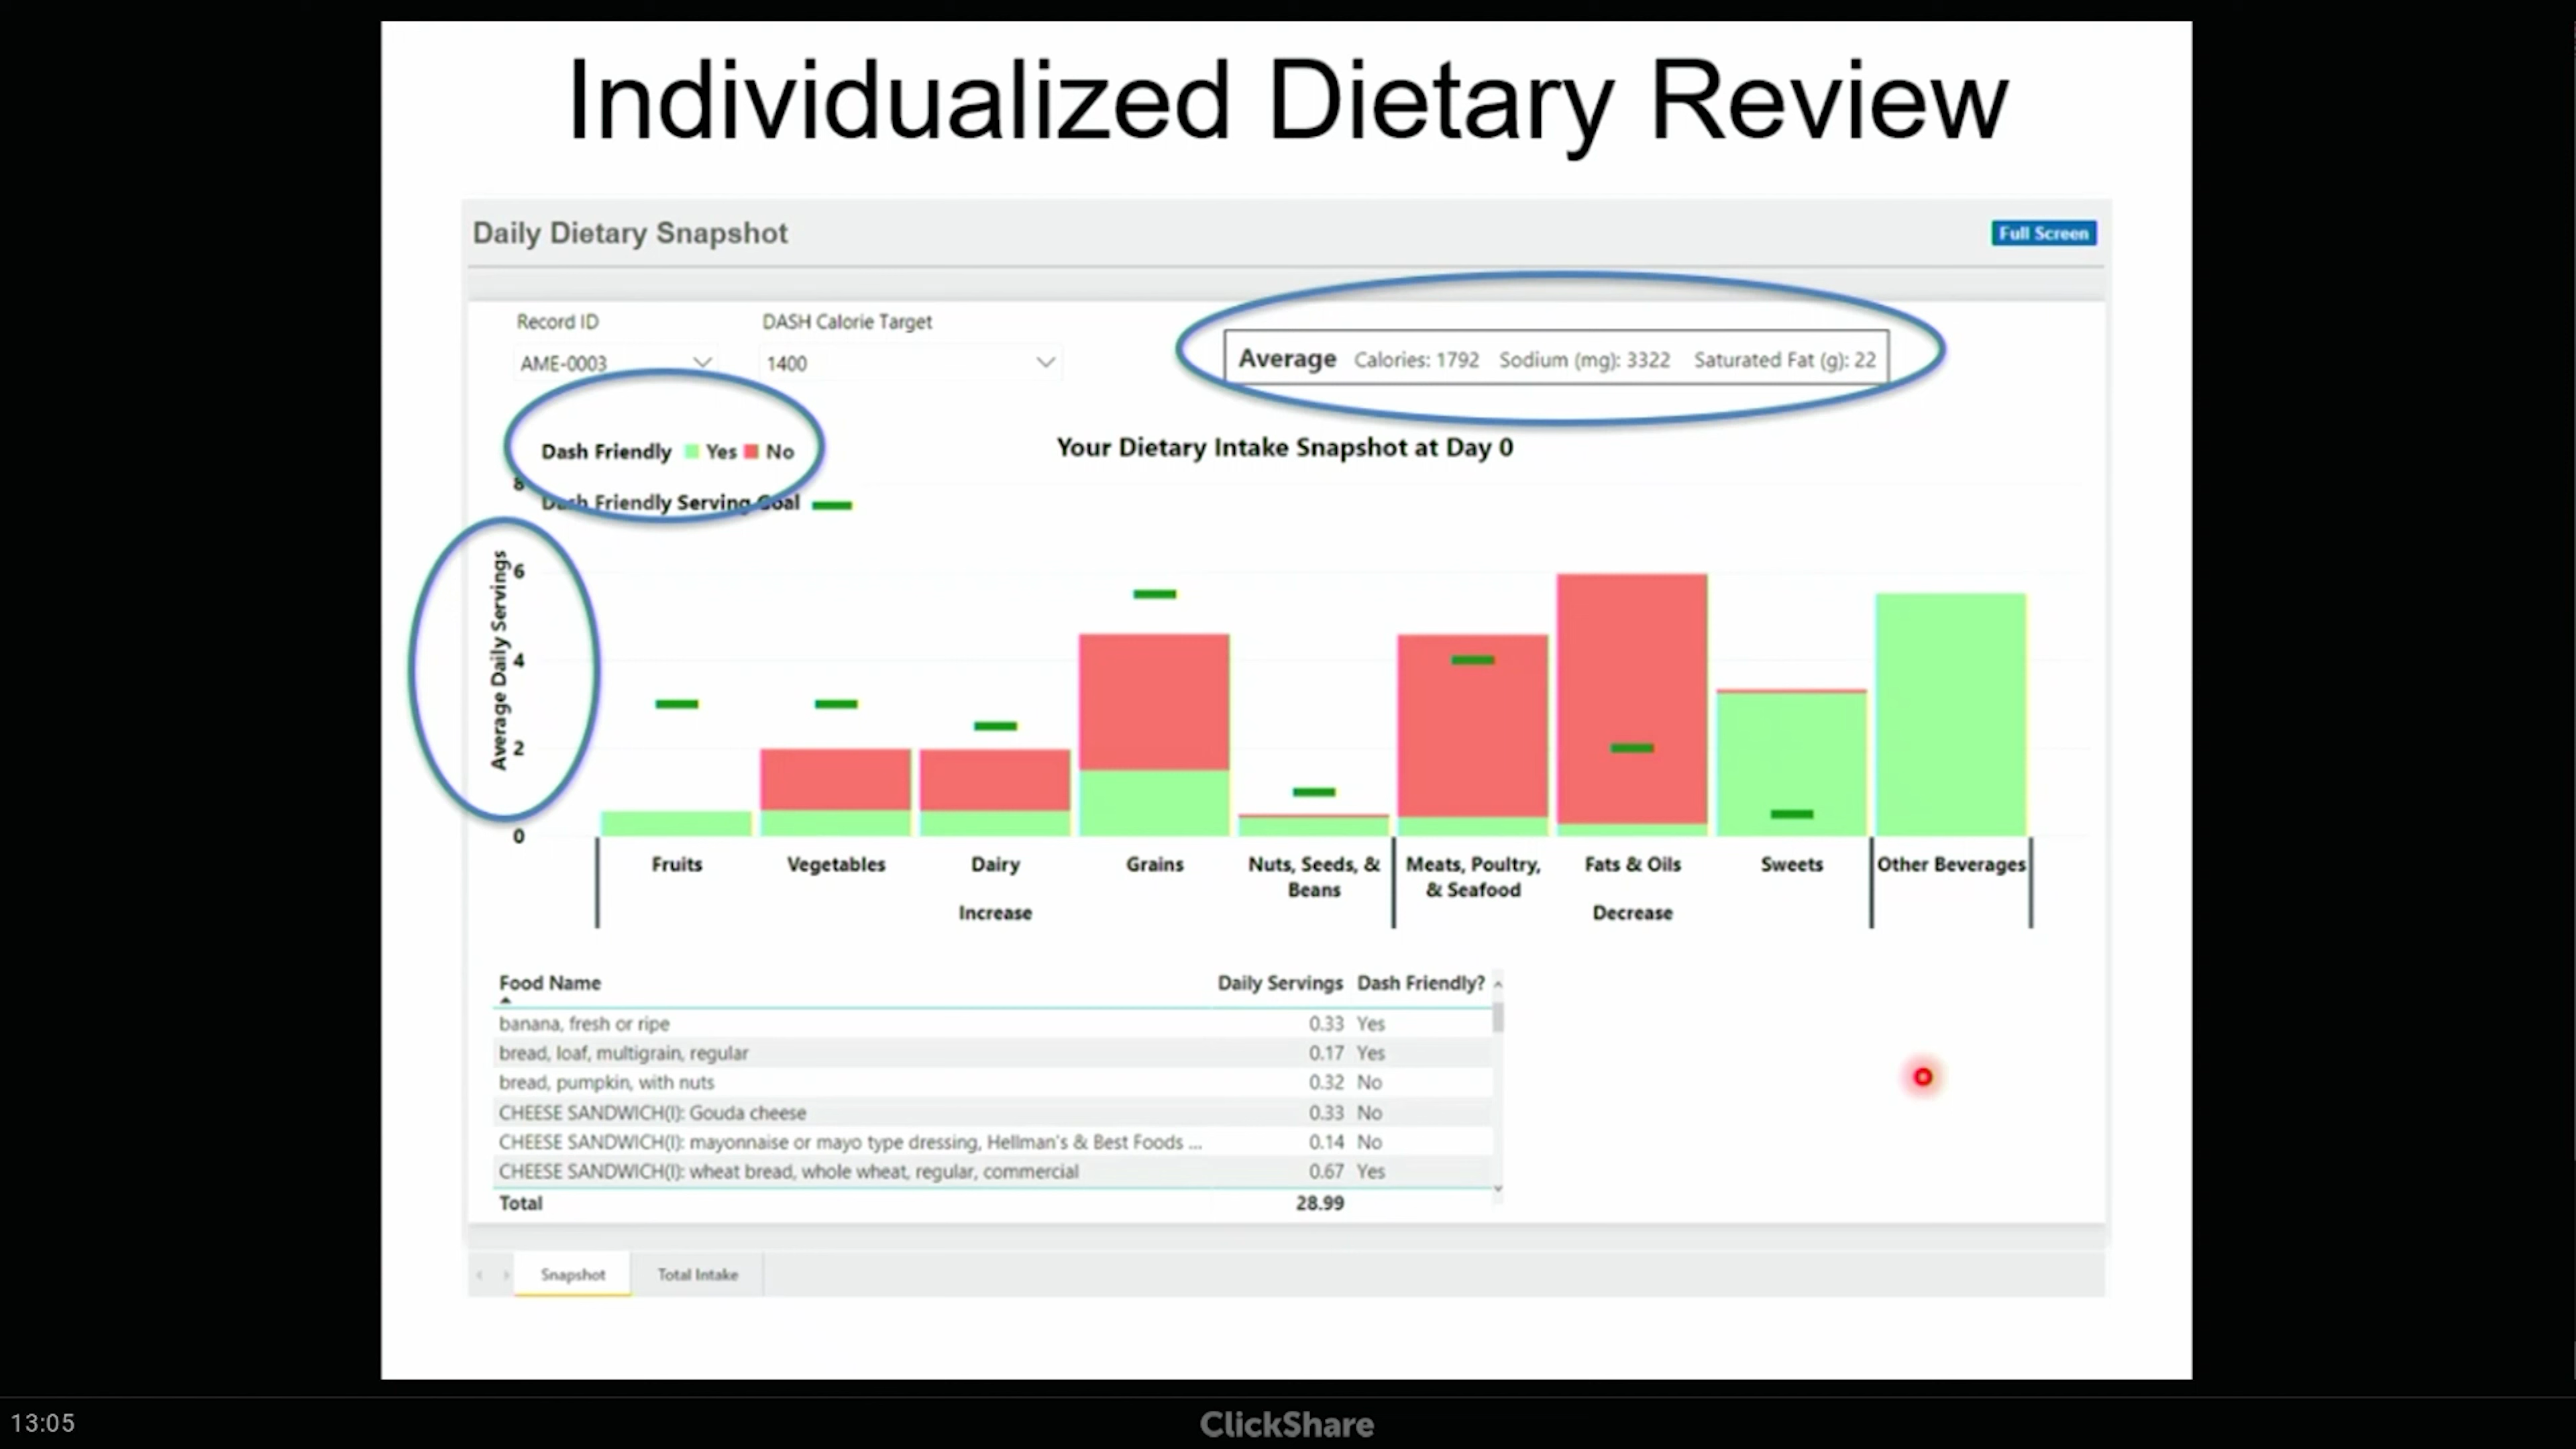 Individualized Dietary Review
Daily Dietary Snapshot
Full Screen
Record ID
DASH Calorie Target
AME-0003
1400
Average Calories: 1792 Sodium (mg): 3322 Saturated Fat (g): 22
Dash Friendly Yes No
Your Dietary Intake Snapshot at Day 0
Dash Friendly Serving Goal
Average Daily Servings
8
6
4
2
0
Fruits
Vegetables
Dairy
Grains
Nuts, Seeds, &
Beans
Meats, Poultry,
& Seafood
Fats & Oils
Sweets
Other Beverages
Increase
Decrease
Food Name Daily Servings Dash Friendly?
banana, fresh or ripe 0.33 Yes
bread, loaf, multigrain, regular 0.17 Yes
bread, pumpkin, with nuts 0.32 No
CHEESE SANDWICH(I): Gouda cheese 0.33 No
CHEESE SANDWICH(I): mayonnaise or mayo type dressing, Hellman's & Best Foods ... 0.14 No
CHEESE SANDWICH(I): wheat bread, whole wheat, regular, commercial 0.67 Yes
Total 28.99
Snapshot
Total Intake
13:05
ClickShare